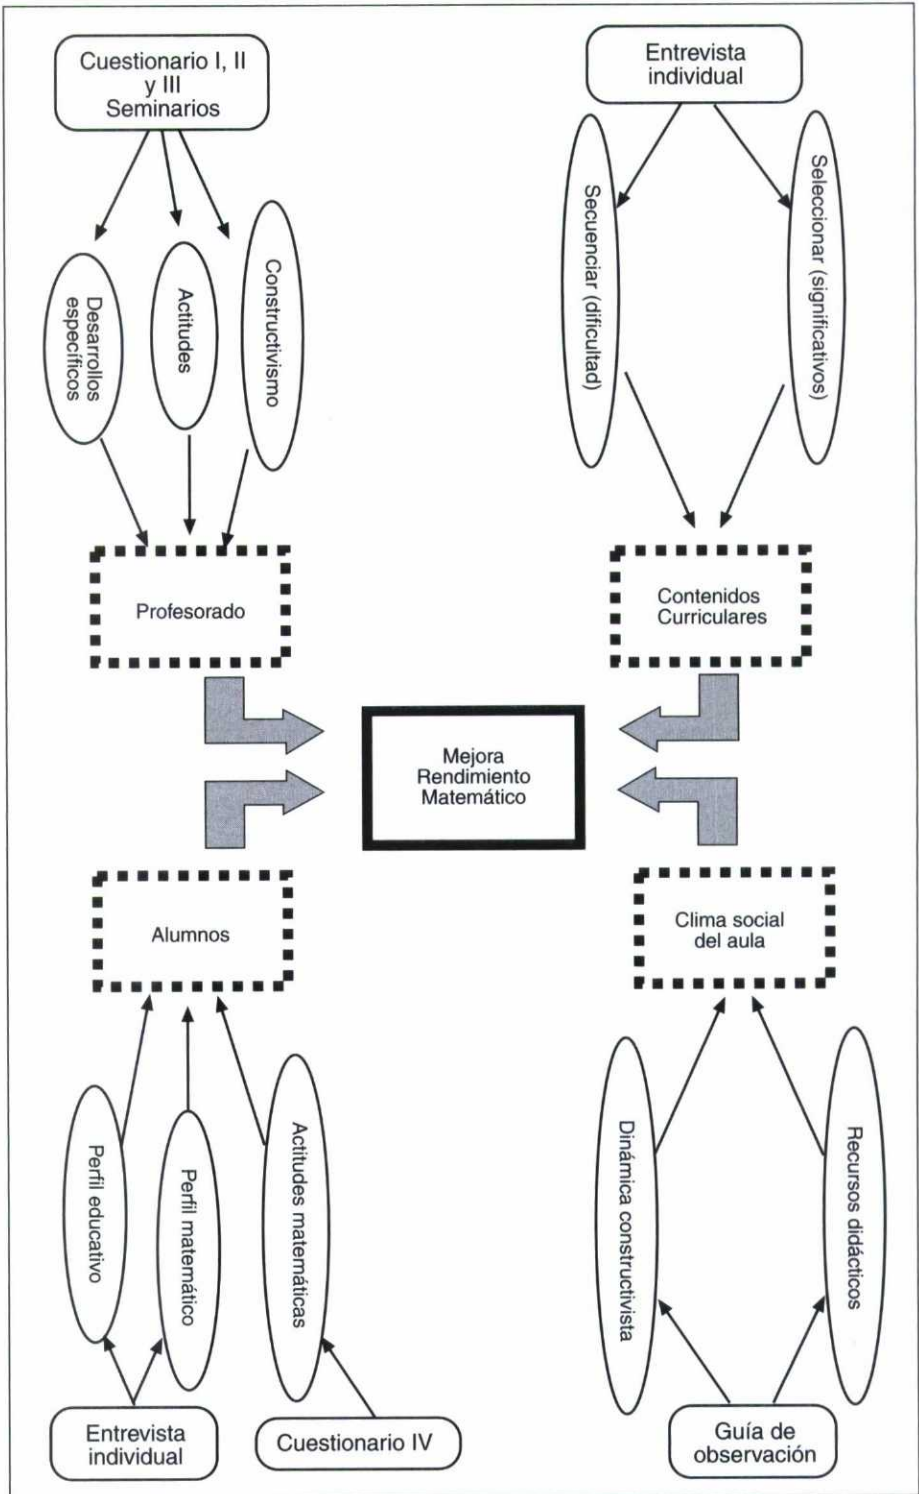 Cuestionario I, II
y III
Seminarios
Entrevista
individual
Desarrollos
específicos
Actitudes
Constructivismo
Secuenciar (dificultad)
Seleccionar (significativos)
Profesorado
Contenidos
Curriculares
Mejora
Rendimiento
Matemático
Alumnos
Clima social
del aula
Perfil educativo
Perfil matemático
Actitudes matemáticas
Dinámica constructivista
Recursos didácticos
Entrevista
individual
Cuestionario IV
Guía de
observación